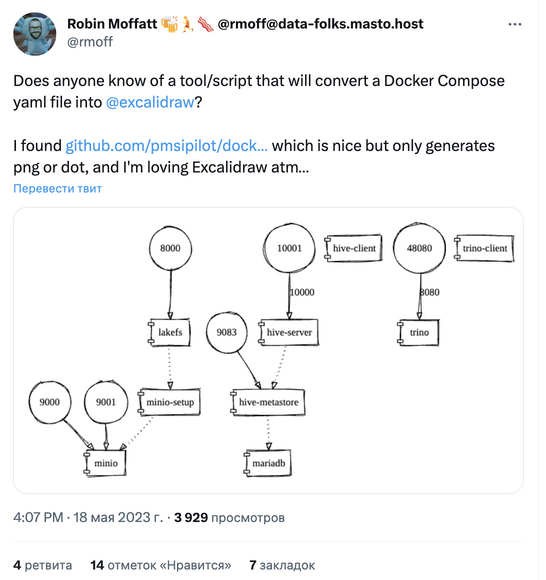 Robin Moffatt 🍻🏃🥓 @rmoff@data-folks.masto.host
@rmoff
Does anyone know of a tool/script that will convert a Docker Compose
yaml file into @excalidraw?
I found github.com/pmsipilot/dock... which is nice but only generates
png or dot, and I'm loving Excalidraw atm...
Перевести твит
8000
10001
hive-client
48080
trino-client
10000
8080
lakefs
9083
hive-server
trino
9000
9001
minio-setup
hive-metastore
minio
mariadb
4:07 PM · 18 мая 2023 г. · 3 929 просмотров
4 ретвита 14 отметок «Нравится» 7 закладок